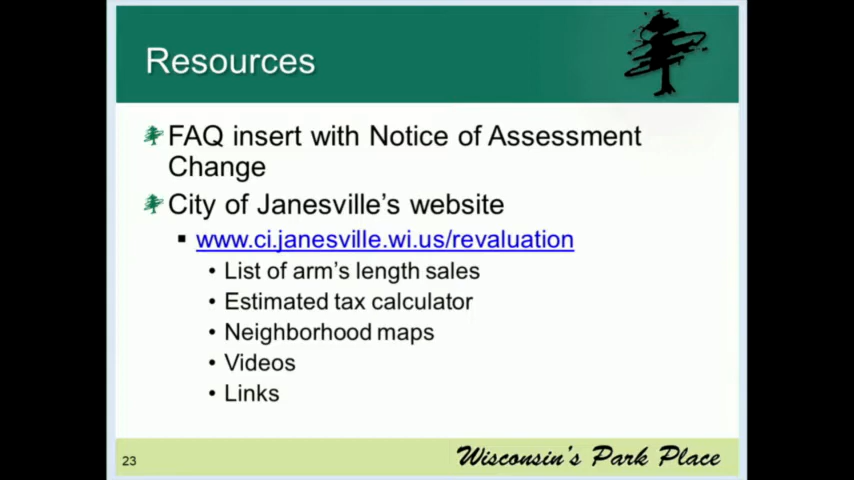 Resources
FAQ insert with Notice of Assessment
Change
City of Janesville's website
www.ci.janesville.wi.us/revaluation
List of arm's length sales
Estimated tax calculator
Neighborhood maps
Videos
Links
23
Wisconsin's Park Place